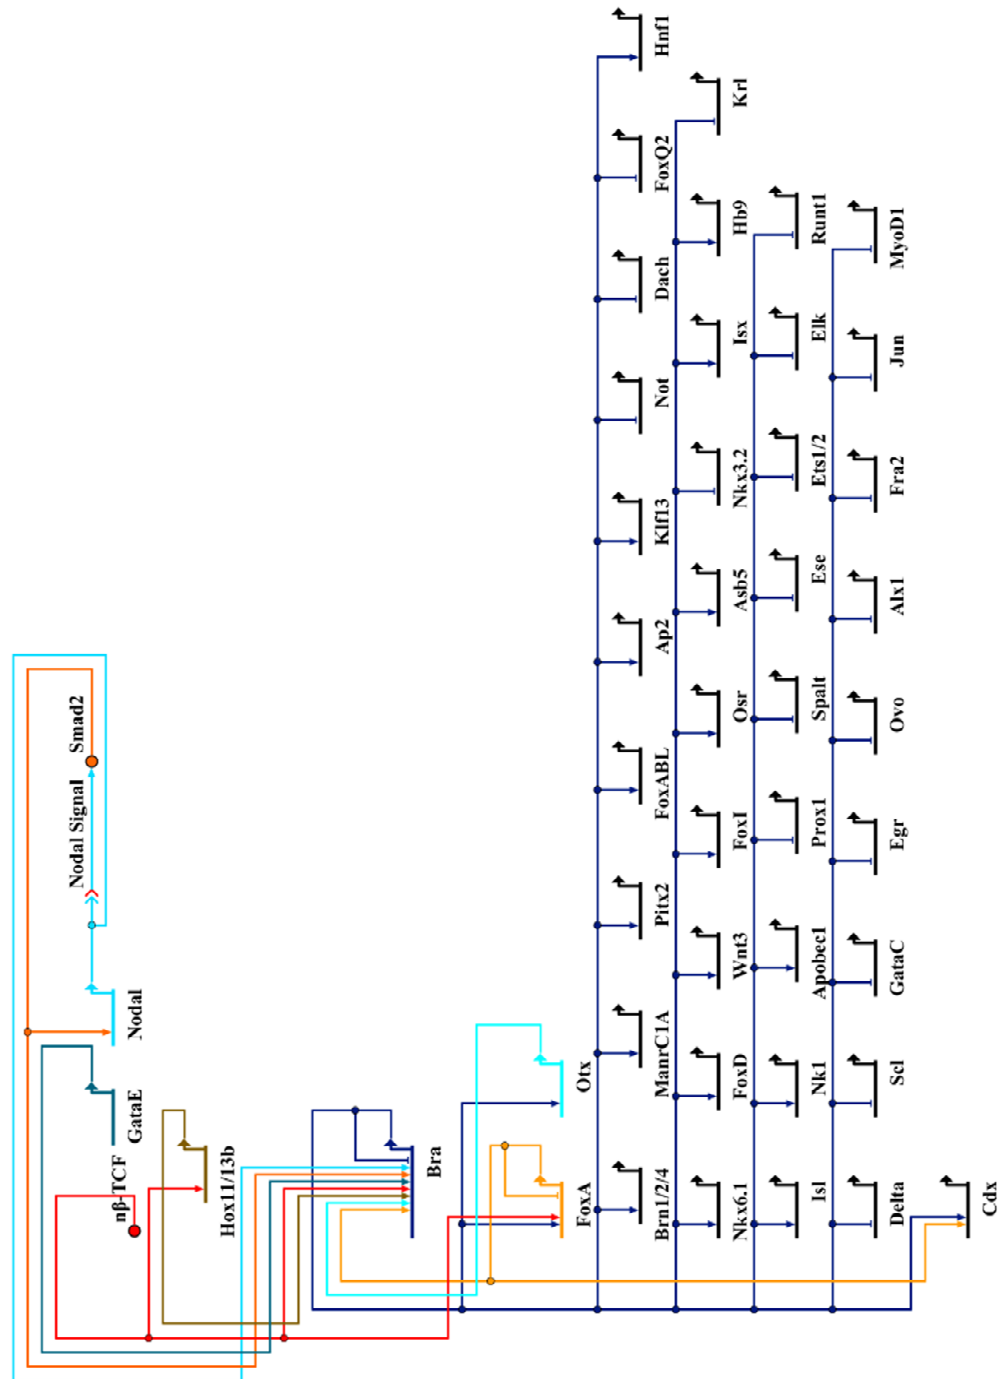 Smad2
Nodal Signal
Nodal
GataE
nβ-TCF
Hox11/13b
Bra
Otx
FoxA
Hnf1
FoxQ2
Dach
Not
Klf13
Ap2
FoxABL
Pitx2
ManrC1A
Brn1/2/4
Krl
Hb9
Isx
Nkx3.2
Asb5
Osr
FoxI
Wnt3
FoxD
Nkx6.1
Runt1
Elk
Ets1/2
Ese
Spalt
Prox1
Apobec1
Nk1
Isl
MyoD1
Jun
Fra2
Alx1
Ovo
Egr
GataC
Scl
Delta
Cdx